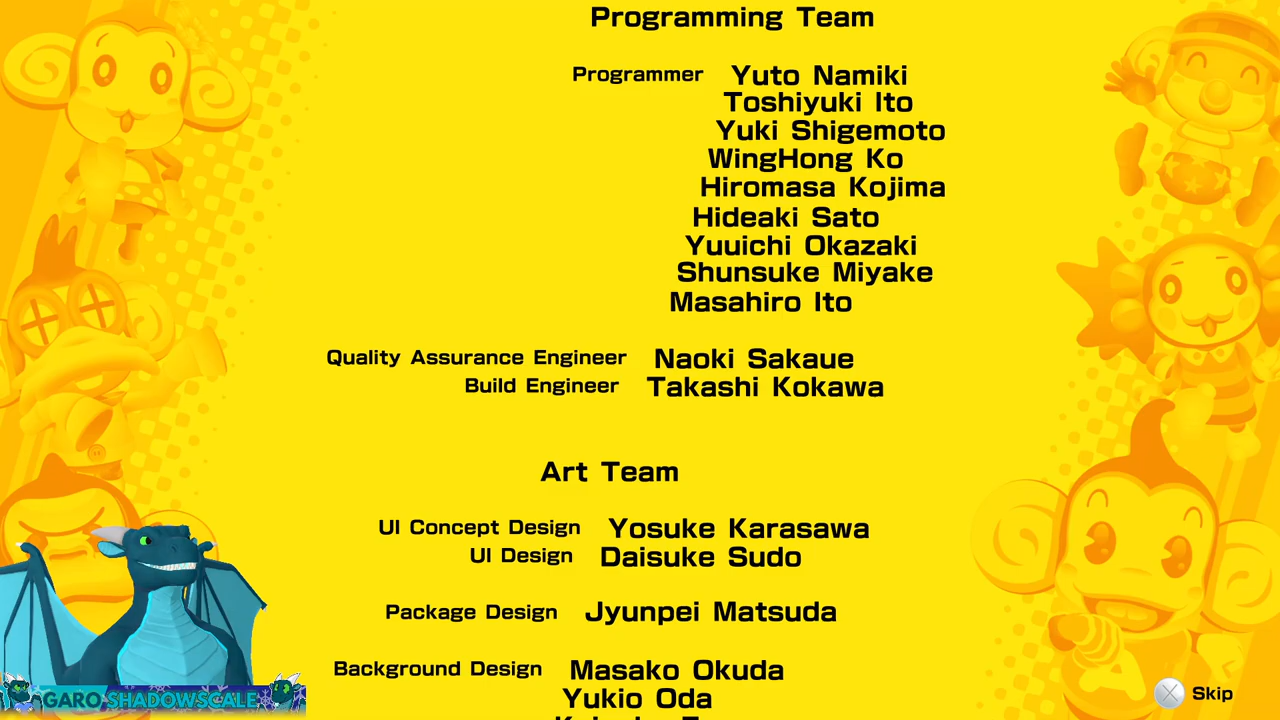 Programming Team
Programmer Yuto Namiki
Toshiyuki Ito
Yuki Shigemoto
WingHong Ko
Hiromasa Kojima
Hideaki Sato
Yuuichi Okazaki
Shunsuke Miyake
Masahiro Ito
Quality Assurance Engineer Naoki Sakaue
Build Engineer Takashi Kokawa
Art Team
UI Concept Design Yosuke Karasawa
UI Design Daisuke Sudo
Package Design Jyunpei Matsuda
Background Design Masako Okuda
Yukio Oda
GARO SHADOWSCALE
Skip